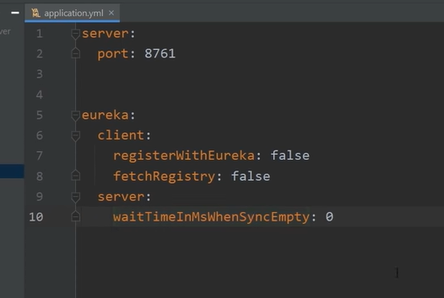 application.yml
ver
1 server:
2   port: 8761
3
4
5 eureka:
6   client:
7     registerWithEureka: false
8     fetchRegistry: false
9   server:
10     waitTimeInMsWhenSyncEmpty: 0